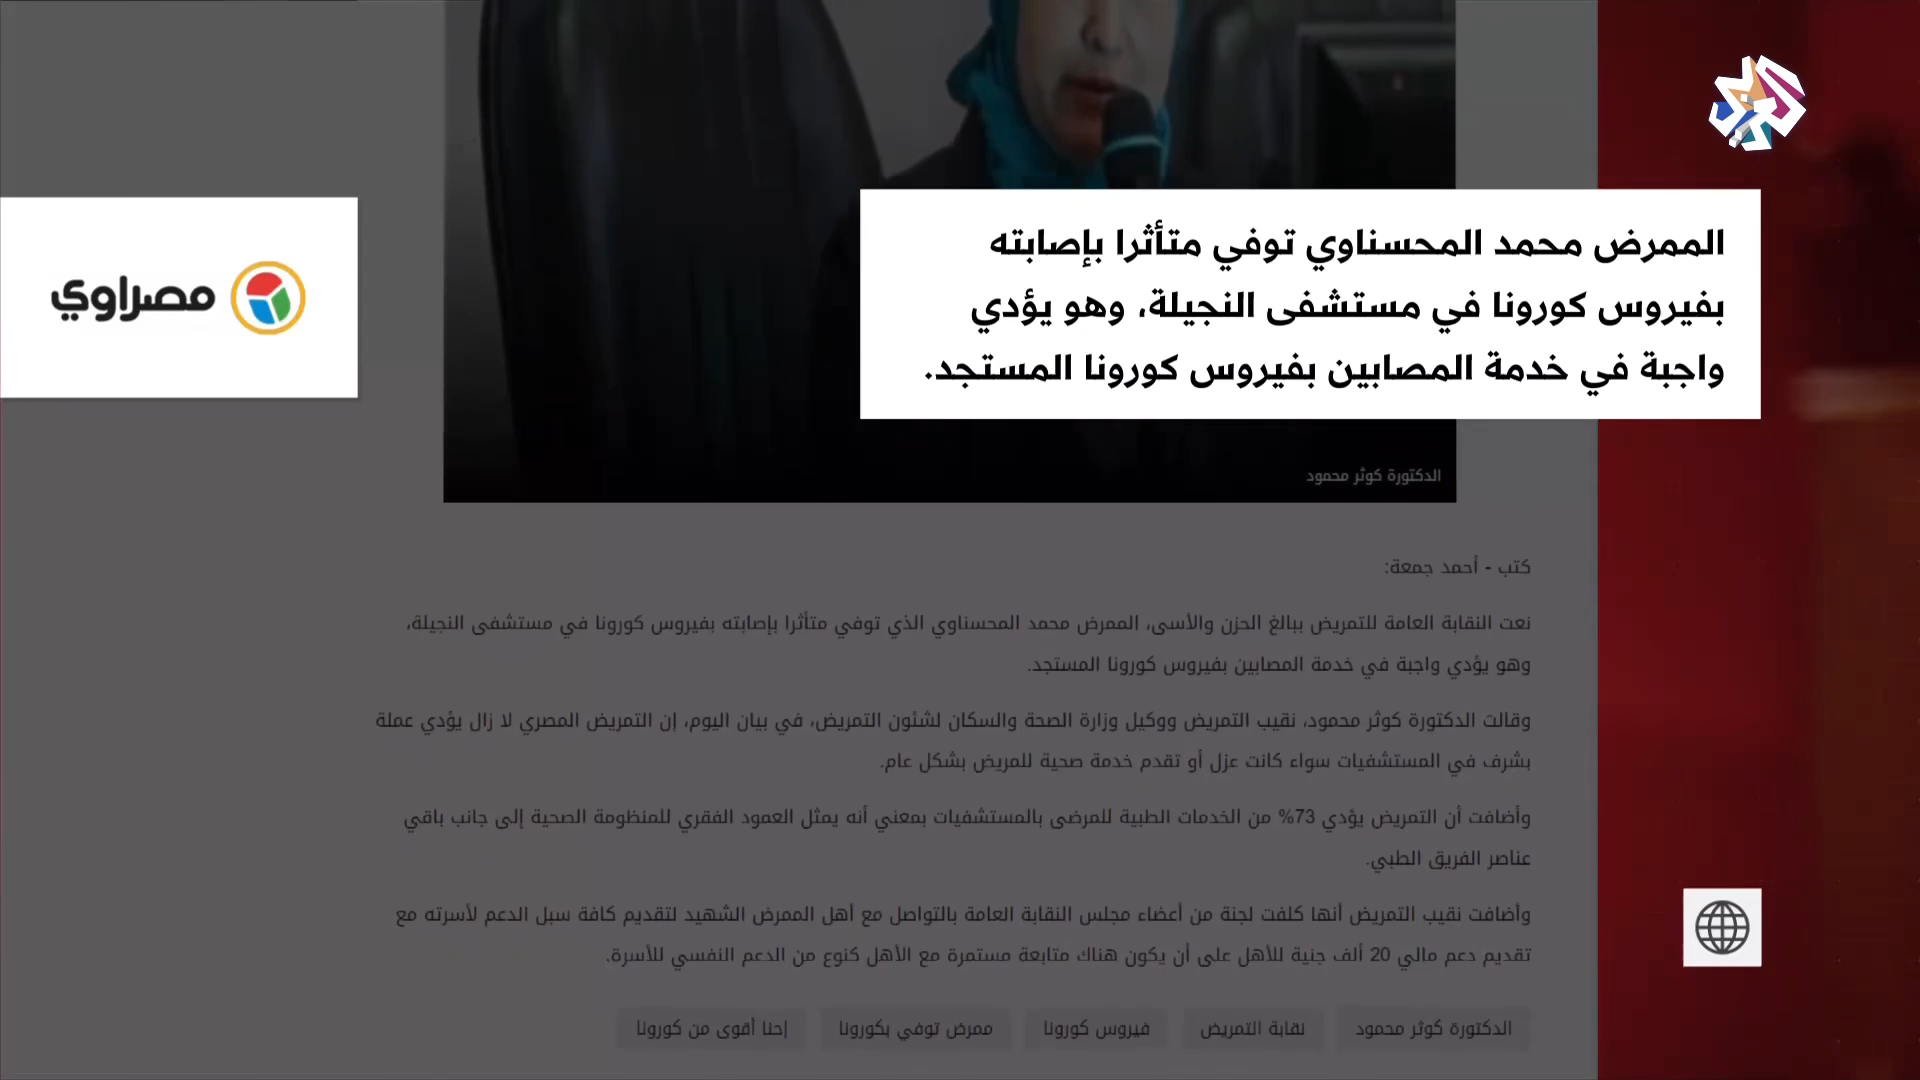 الممرض محمد المحسناوي توفي متأثرا بإصابته
بفيروس كورونا في مستشفى النجيلة، وهو يؤدي
واجبة في خدمة المصابين بفيروس كورونا المستجد.
مصراوي
الدكتورة كوثر محمود
كتب - أحمد جمعة:
نعت النقابة العامة للتمريض ببالغ الحزن والأسى، الممرض محمد المحسناوي الذي توفي متأثرا بإصابته بفيروس كورونا في مستشفى النجيلة،
وهو يؤدي واجبة في خدمة المصابين بفيروس كورونا المستجد.
وقالت الدكتورة كوثر محمود، نقيب التمريض ووكيل وزارة الصحة والسكان لشئون التمريض، في بيان اليوم، إن التمريض المصري لا زال يؤدي عملة
بشرف في المستشفيات سواء كانت عزل أو تقدم خدمة صحية للمريض بشكل عام.
وأضافت أن التمريض يؤدي 73% من الخدمات الطبية للمرضى بالمستشفيات بمعني أنه يمثل العمود الفقري للمنظومة الصحية إلى جانب باقي
عناصر الفريق الطبي.
وأضافت نقيب التمريض أنها كلفت لجنة من أعضاء مجلس النقابة العامة بالتواصل مع أهل الممرض الشهيد لتقديم كافة سبل الدعم لأسرته مع
تقديم دعم مالي 20 ألف جنية للأهل على أن يكون هناك متابعة مستمرة مع الأهل كنوع من الدعم النفسي للأسرة.
الدكتورة كوثر محمود نقابة التمريض فيروس كورونا ممرض توفي بكورونا إحنا أقوى من كورونا